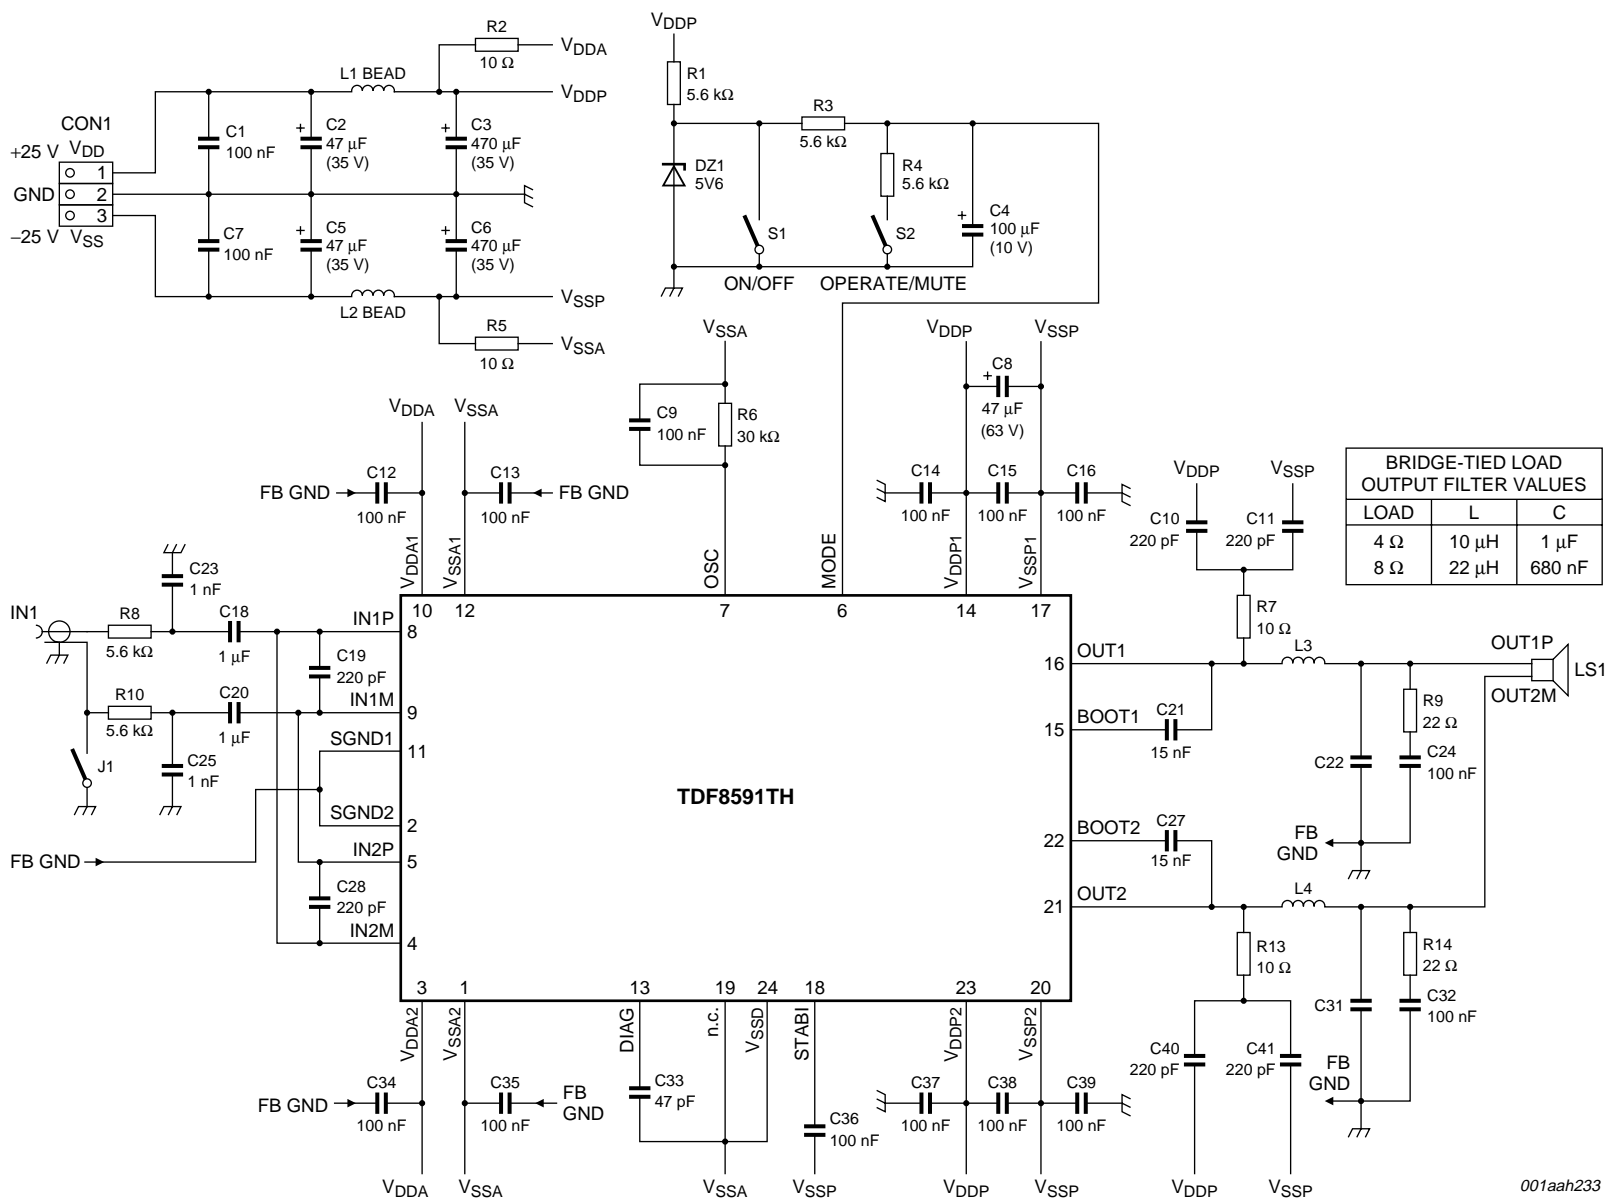 R2
10 Ω
VDDA
L1 BEAD
VDDP
CON1
+25 V VDD
1
GND
2
3
−25 V VSS
C1
100 nF
+ C2
47 μF
(35 V)
+ C3
470 μF
(35 V)
C7
100 nF
+ C5
47 μF
(35 V)
+ C6
470 μF
(35 V)
L2 BEAD
VSSP
R5
10 Ω
VSSA
VDDP
R1
5.6 kΩ
R3
5.6 kΩ
DZ1
5V6
R4
5.6 kΩ
S1
S2
+ C4
100 μF
(10 V)
ON/OFF
OPERATE/MUTE
VSSA
C9
100 nF
R6
30 kΩ
VDDP
VSSP
+ C8
47 μF
(63 V)
VDDA
VSSA
C12
FB GND
100 nF
C13
FB GND
100 nF
C14
100 nF
C15
100 nF
C16
100 nF
VDDP
VSSP
C10
220 pF
C11
220 pF
BRIDGE-TIED LOAD
OUTPUT FILTER VALUES
LOAD L C
4 Ω 10 μH 1 μF
8 Ω 22 μH 680 nF
VDDA1
VSSA1
OSC
MODE
VDDP1
VSSP1
10
12
7
6
14
17
IN1
R8
5.6 kΩ
C23
1 nF
C18
1 μF
IN1P
8
C19
220 pF
R10
5.6 kΩ
C20
1 μF
IN1M
9
J1
C25
1 nF
SGND1
11
SGND2
2
FB GND
IN2P
5
C28
220 pF
IN2M
4
TDF8591TH
16
OUT1
R7
10 Ω
L3
OUT1P
LS1
OUT2M
15
BOOT1
C21
15 nF
R9
22 Ω
C22
C24
100 nF
22
BOOT2
C27
15 nF
FB
GND
21
OUT2
L4
R13
10 Ω
R14
22 Ω
C31
C32
100 nF
FB
GND
C40
220 pF
C41
220 pF
VDDP
VSSP
3
1
13
19
24
18
23
20
VDDA2
VSSA2
DIAG
n.c.
VSSD
STABI
VDDP2
VSSP2
C34
FB GND
100 nF
C35
100 nF
FB
GND
C33
47 pF
C36
100 nF
C37
100 nF
C38
100 nF
C39
100 nF
VDDA
VSSA
VSSA
VSSP
VDDP
VSSP
001aah233